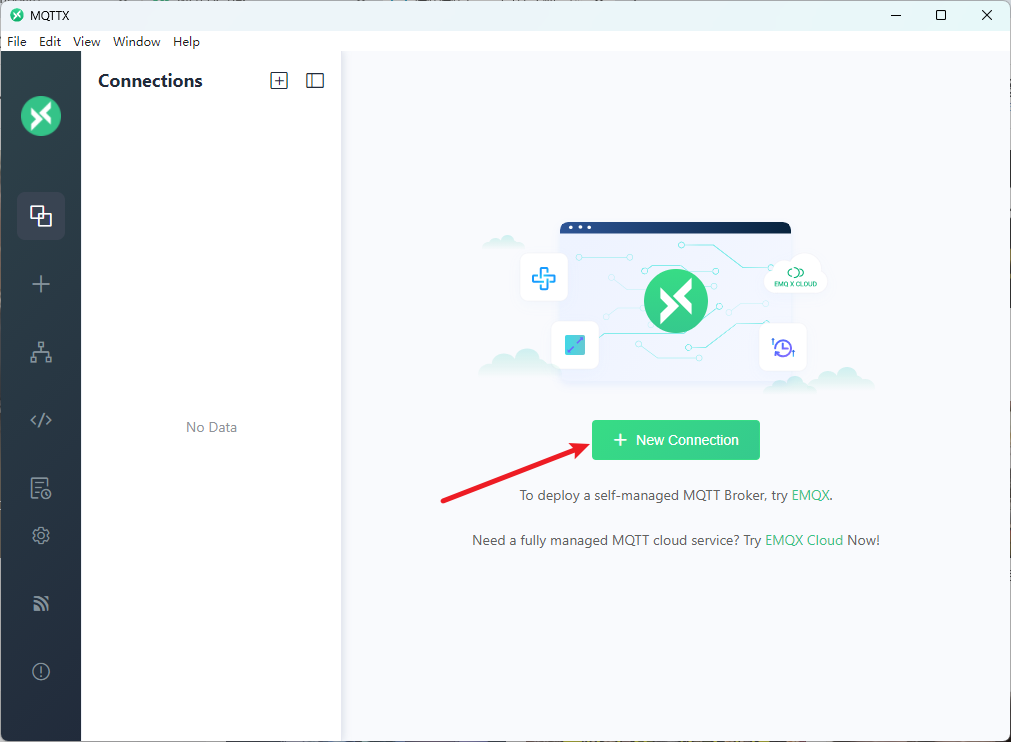 MQTTX
File Edit View Window Help
Connections
No Data
EMQ X CLOUD
New Connection
To deploy a self-managed MQTT Broker, try EMQX.
Need a fully managed MQTT cloud service? Try EMQX Cloud Now!